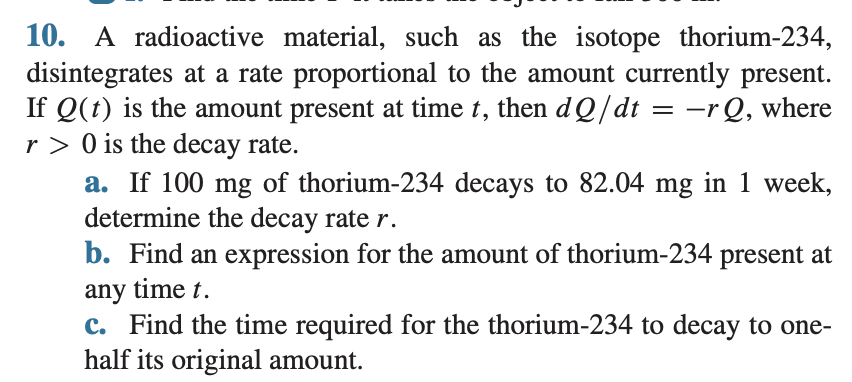 10. A radioactive material, such as the isotope thorium-234,
disintegrates at a rate proportional to the amount currently present.
If Q(t) is the amount present at time t, then dQ/dt = −rQ, where
r > 0 is the decay rate.
a. If 100 mg of thorium-234 decays to 82.04 mg in 1 week,
determine the decay rate r.
b. Find an expression for the amount of thorium-234 present at
any time t.
c. Find the time required for the thorium-234 to decay to one-
half its original amount.